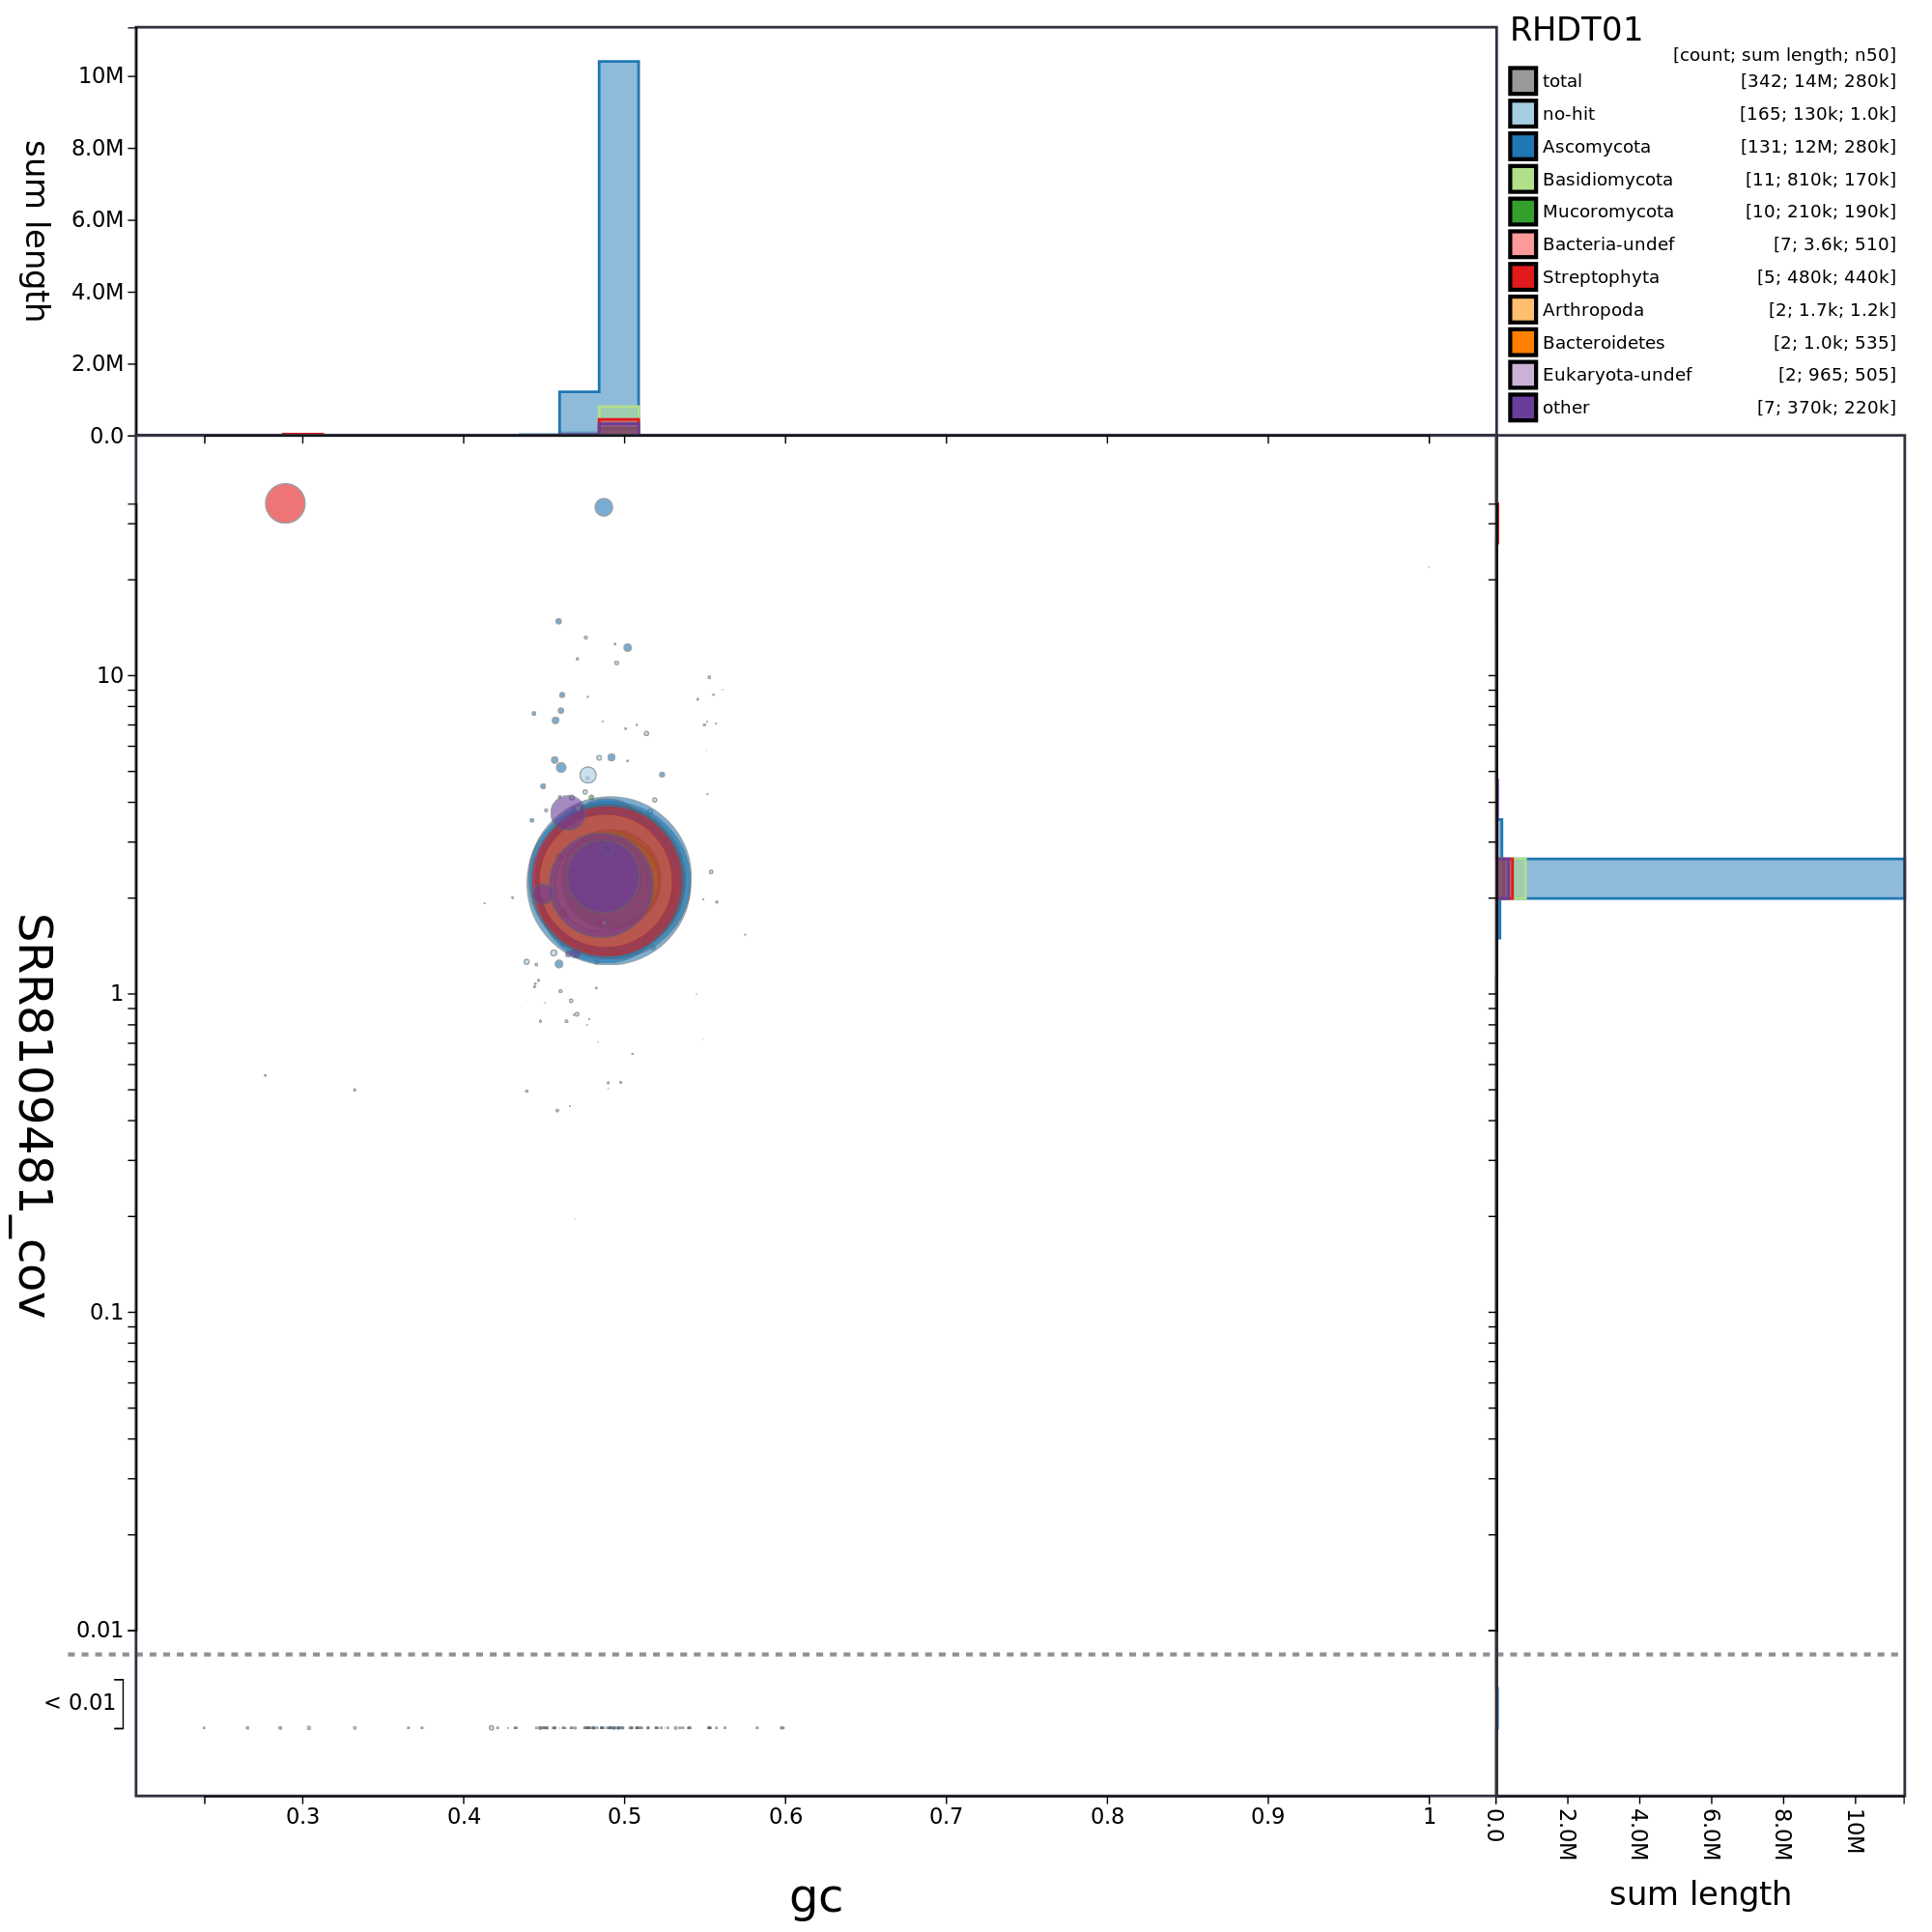 RHDT01
[count; sum length; n50]
total [342; 14M; 280k]
no-hit [165; 130k; 1.0k]
Ascomycota [131; 12M; 280k]
Basidiomycota [11; 810k; 170k]
Mucoromycota [10; 210k; 190k]
Bacteria-undef [7; 3.6k; 510]
Streptophyta [5; 480k; 440k]
Arthropoda [2; 1.7k; 1.2k]
Bacteroidetes [2; 1.0k; 535]
Eukaryota-undef [2; 965; 505]
other [7; 370k; 220k]
sum length
10M
8.0M
6.0M
4.0M
2.0M
0.0
SRR8109481_cov
10
1
0.1
0.01
< 0.01
0.3 0.4 0.5 0.6 0.7 0.8 0.9 1
gc
0.0 2.0M 4.0M 6.0M 8.0M 10M
sum length